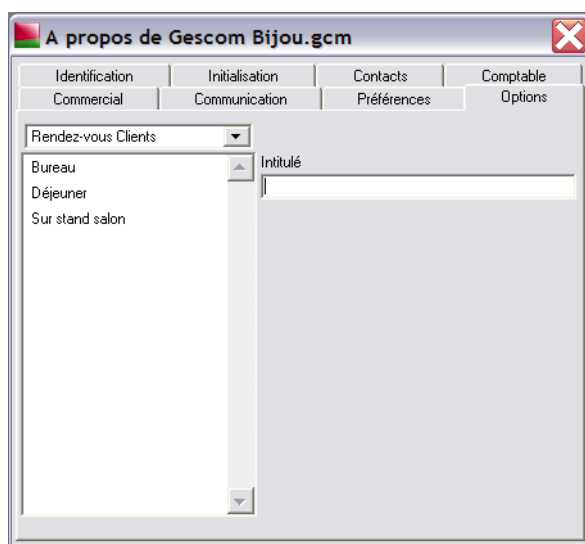 A propos de Gescom Bijou.gcm
Identification Initialisation Contacts Comptable
Commercial Communication Préférences Options
Rendez-vous Clients
Intitulé
Bureau
Déjeuner
Sur stand salon